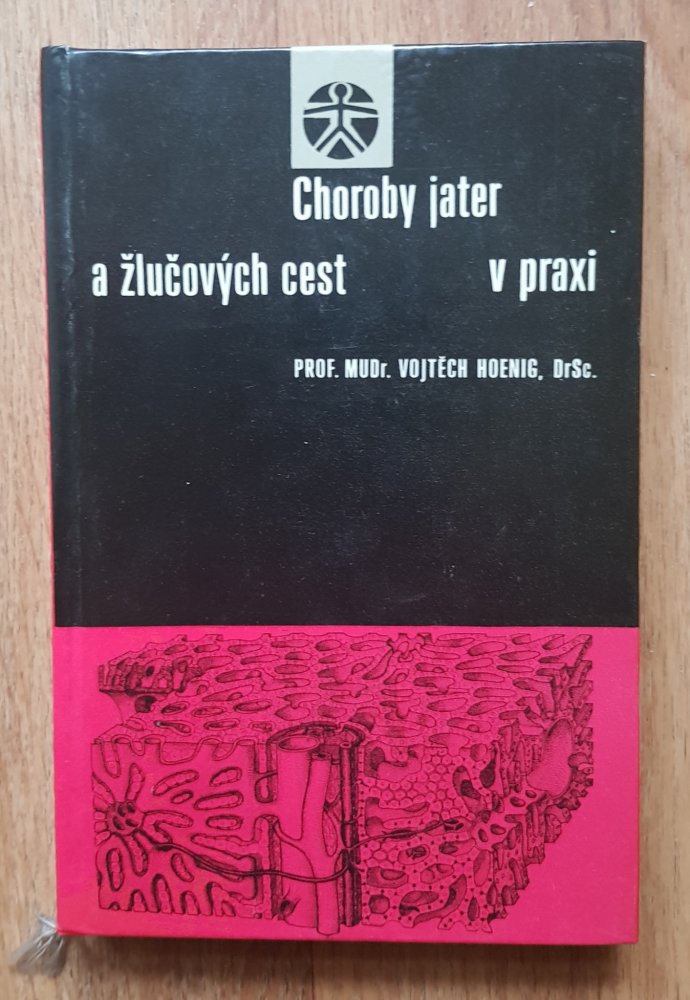 Choroby jater
a žlučových cest v praxi
PROF. MUDr. VOJTĚCH HOENIG, DrSc.